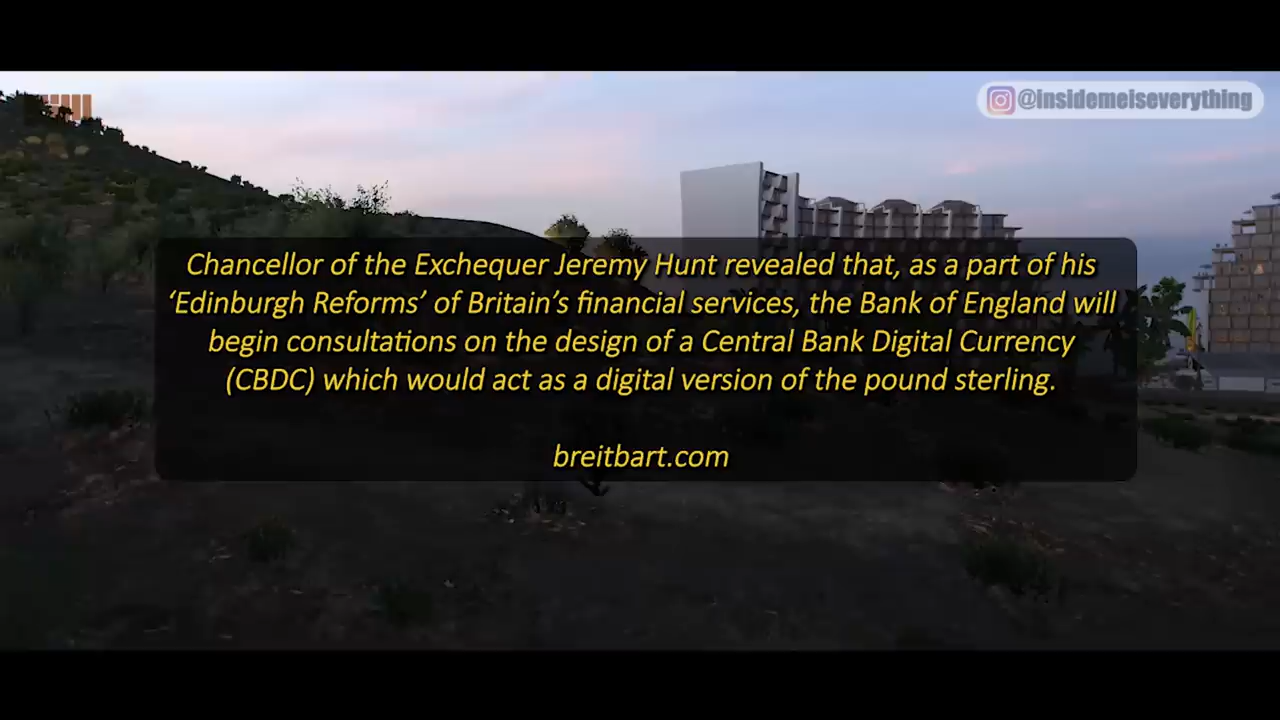 @insidemeiseverything
Chancellor of the Exchequer Jeremy Hunt revealed that, as a part of his
‘Edinburgh Reforms’ of Britain’s financial services, the Bank of England will
begin consultations on the design of a Central Bank Digital Currency
(CBDC) which would act as a digital version of the pound sterling.
breitbart.com